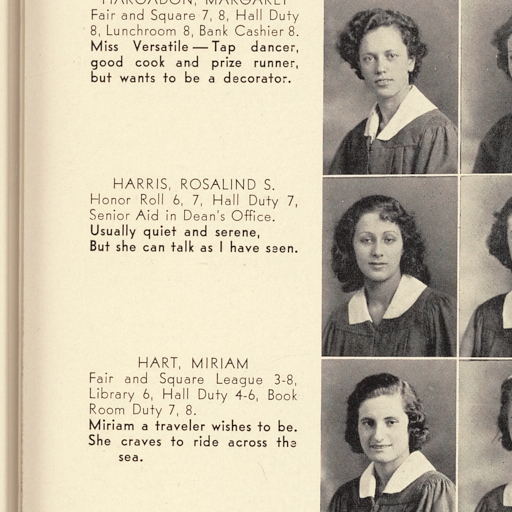 HARGADON, MARGARET
Fair and Square 7, 8, Hall Duty
8, Lunchroom 8, Bank Cashier 8.
Miss Versatile — Tap dancer,
good cook and prize runner,
but wants to be a decorator.
HARRIS, ROSALIND S.
Honor Roll 6, 7, Hall Duty 7,
Senior Aid in Dean's Office.
Usually quiet and serene,
But she can talk as I have seen.
HART, MIRIAM
Fair and Square League 3-8,
Library 6, Hall Duty 4-6, Book
Room Duty 7, 8.
Miriam a traveler wishes to be.
She craves to ride across the
sea.